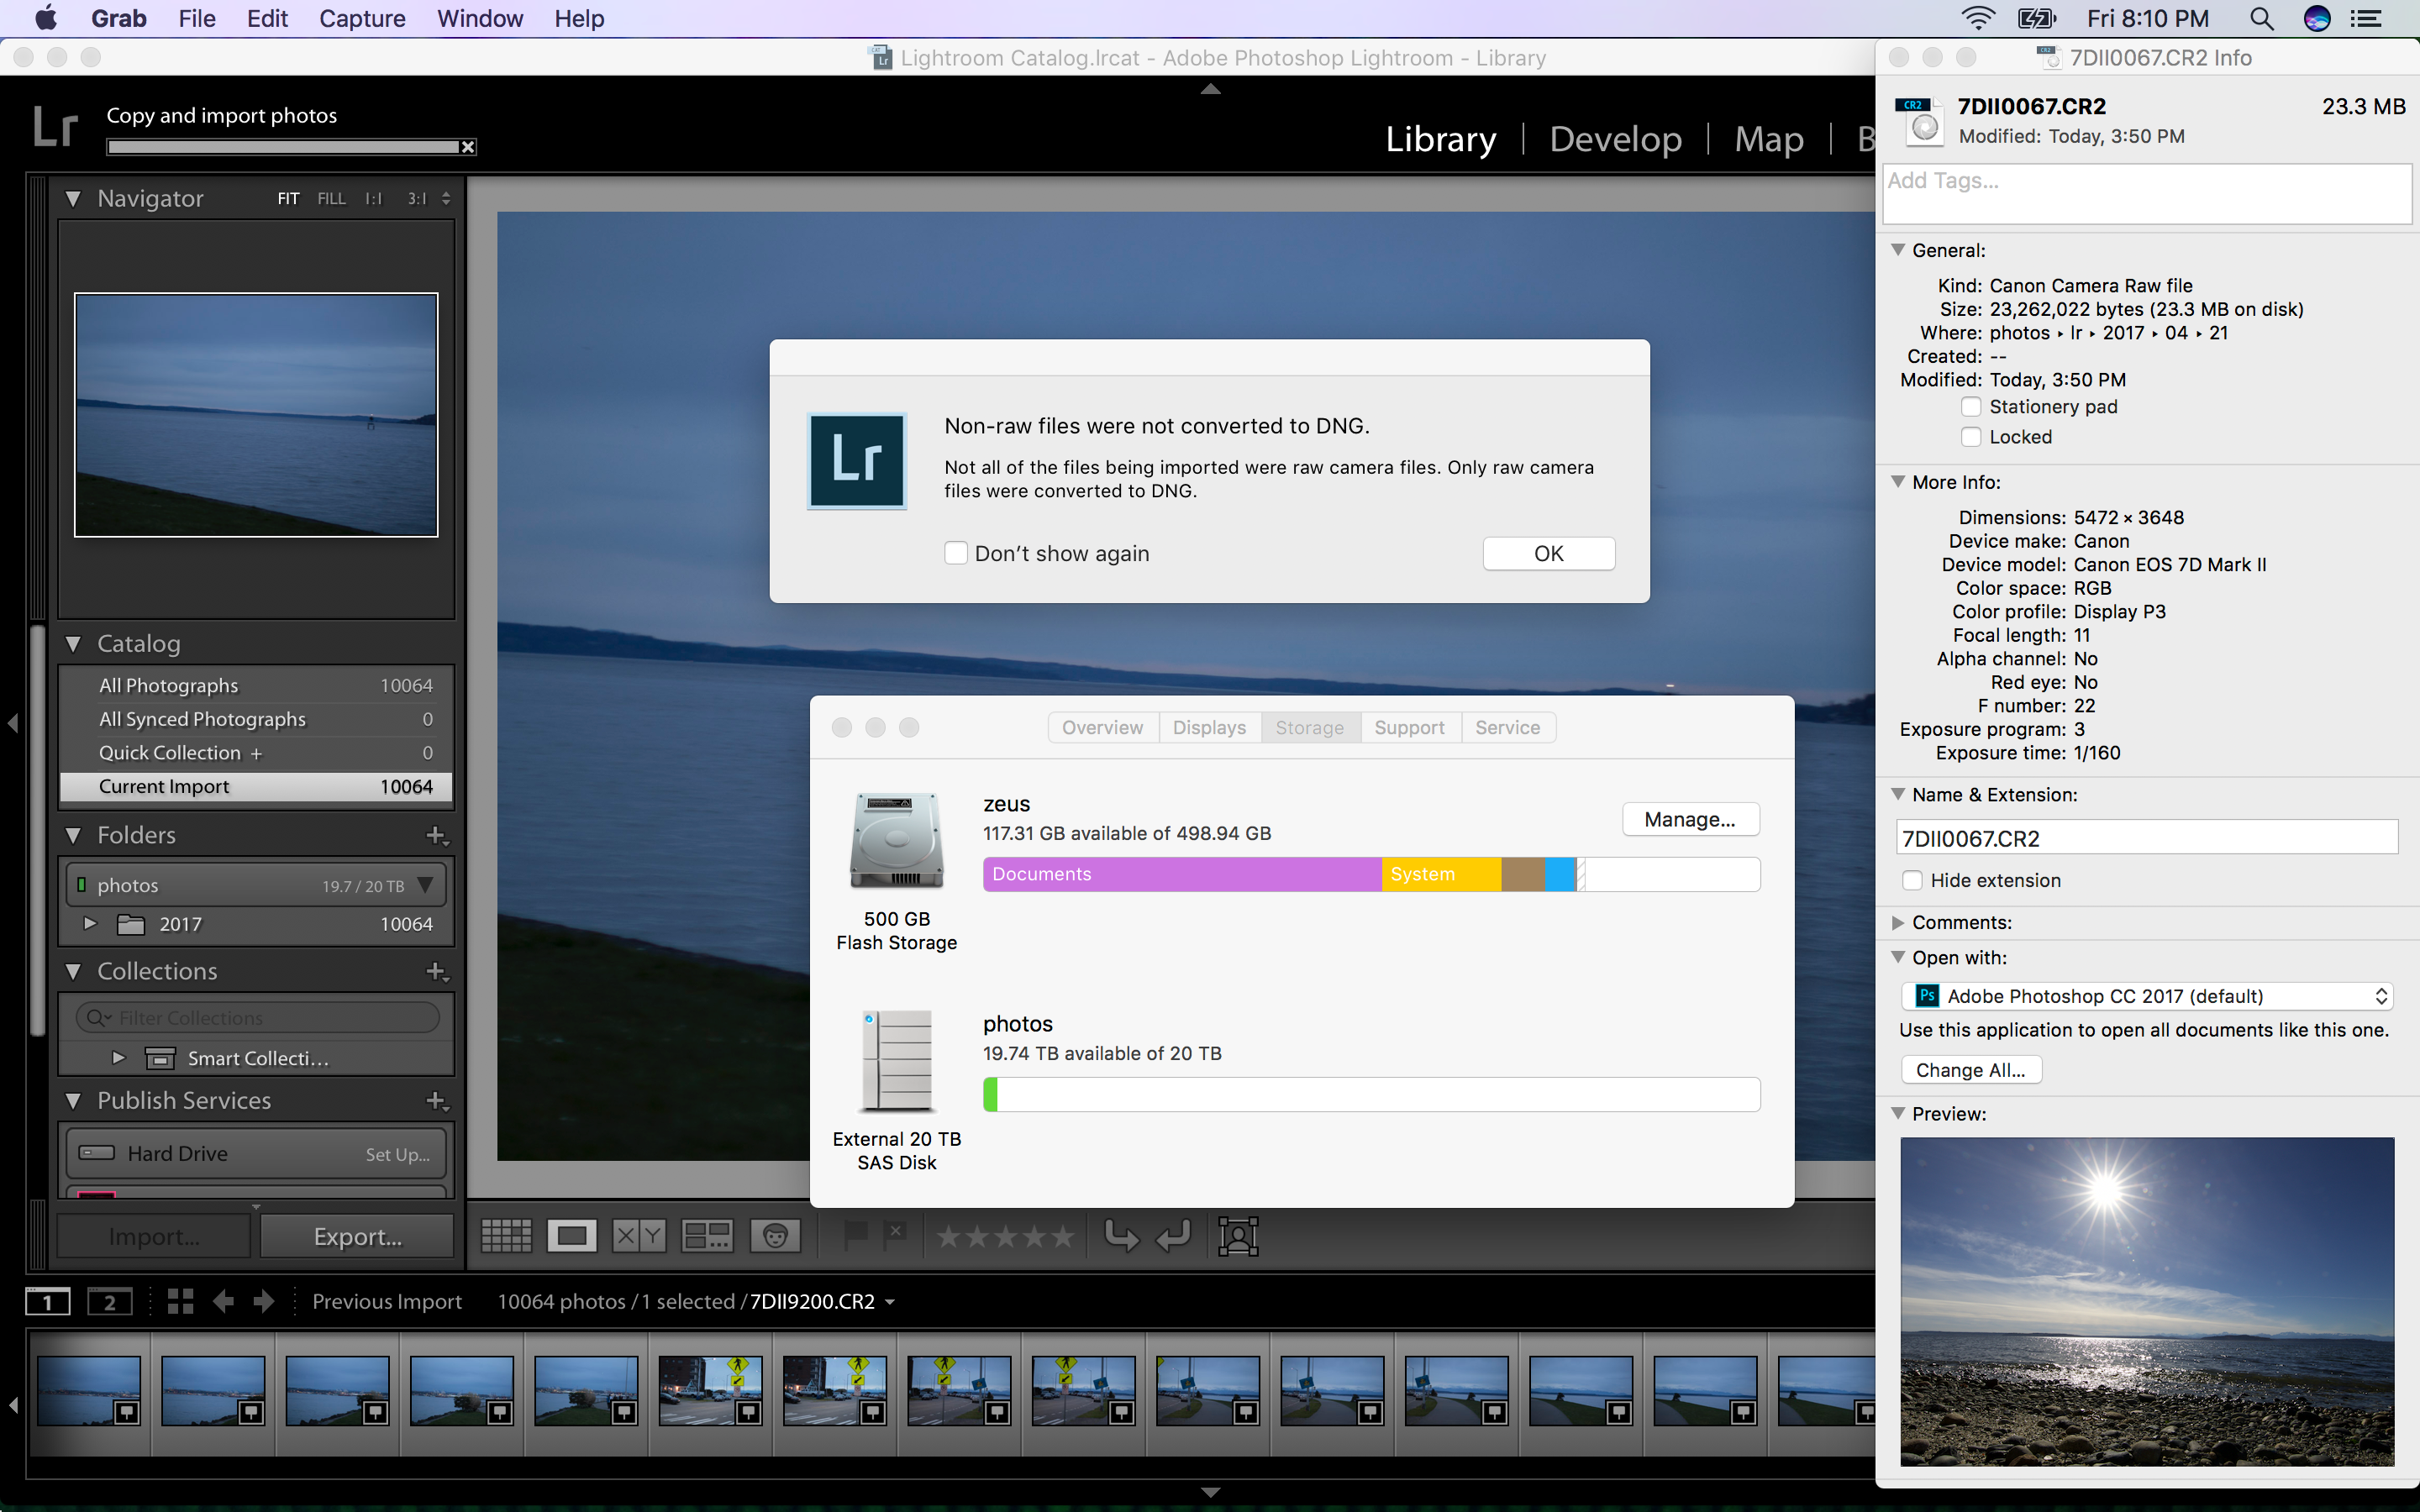 Grab File Edit Capture Window Help
Fri 8:10 PM
Lightroom Catalog.lrcat - Adobe Photoshop Lightroom - Library
Lr
Copy and import photos
Library | Develop | Map | B
Navigator FIT FILL 1:1 3:1
Catalog
All Photographs 10064
All Synced Photographs 0
Quick Collection + 0
Current Import 10064
Folders
photos 19.7 / 20 TB
2017 10064
Collections
Filter Collections
Smart Collecti...
Publish Services
Hard Drive Set Up...
Import... Export...
Lr
Non-raw files were not converted to DNG.
Not all of the files being imported were raw camera files. Only raw camera
files were converted to DNG.
Don't show again
OK
Overview Displays Storage Support Service
zeus
117.31 GB available of 498.94 GB
Manage...
Documents System
500 GB
Flash Storage
photos
19.74 TB available of 20 TB
External 20 TB
SAS Disk
X Y
1 2 Previous Import 10064 photos / 1 selected / 7DII9200.CR2
7DII0067.CR2 Info
CR2
7DII0067.CR2 23.3 MB
Modified: Today, 3:50 PM
Add Tags...
General:
Kind: Canon Camera Raw file
Size: 23,262,022 bytes (23.3 MB on disk)
Where: photos ▸ lr ▸ 2017 ▸ 04 ▸ 21
Created: --
Modified: Today, 3:50 PM
Stationery pad
Locked
More Info:
Dimensions: 5472 × 3648
Device make: Canon
Device model: Canon EOS 7D Mark II
Color space: RGB
Color profile: Display P3
Focal length: 11
Alpha channel: No
Red eye: No
F number: 22
Exposure program: 3
Exposure time: 1/160
Name & Extension:
7DII0067.CR2
Hide extension
Comments:
Open with:
Ps Adobe Photoshop CC 2017 (default)
Use this application to open all documents like this one.
Change All...
Preview: